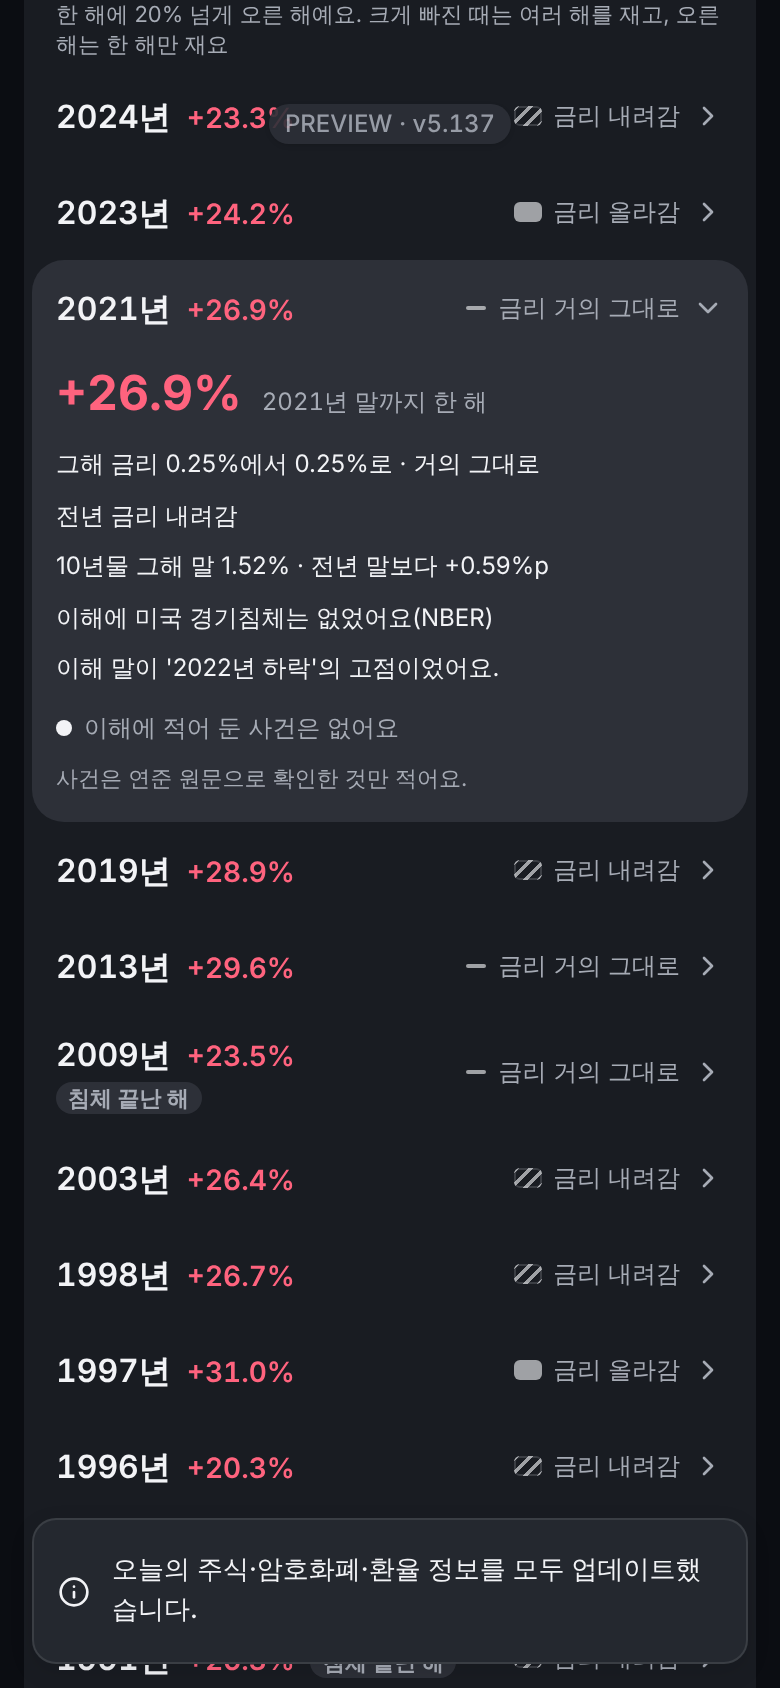 한 해에 20% 넘게 오른 해예요. 크게 빠진 때는 여러 해를 재고, 오른
해는 한 해만 재요
2024년 +23.3% PREVIEW · v5.137 금리 내려감
2023년 +24.2% 금리 올라감
2021년 +26.9% 금리 거의 그대로
+26.9% 2021년 말까지 한 해
그해 금리 0.25%에서 0.25%로 · 거의 그대로
전년 금리 내려감
10년물 그해 말 1.52% · 전년 말보다 +0.59%p
이해에 미국 경기침체는 없었어요(NBER)
이해 말이 '2022년 하락'의 고점이었어요.
이해에 적어 둔 사건은 없어요
사건은 연준 원문으로 확인한 것만 적어요.
2019년 +28.9% 금리 내려감
2013년 +29.6% 금리 거의 그대로
2009년 +23.5% 금리 거의 그대로
침체 끝난 해
2003년 +26.4% 금리 내려감
1998년 +26.7% 금리 내려감
1997년 +31.0% 금리 올라감
1996년 +20.3% 금리 내려감
오늘의 주식·암호화폐·환율 정보를 모두 업데이트했
습니다.
침체 끝난 해 금리 내려감